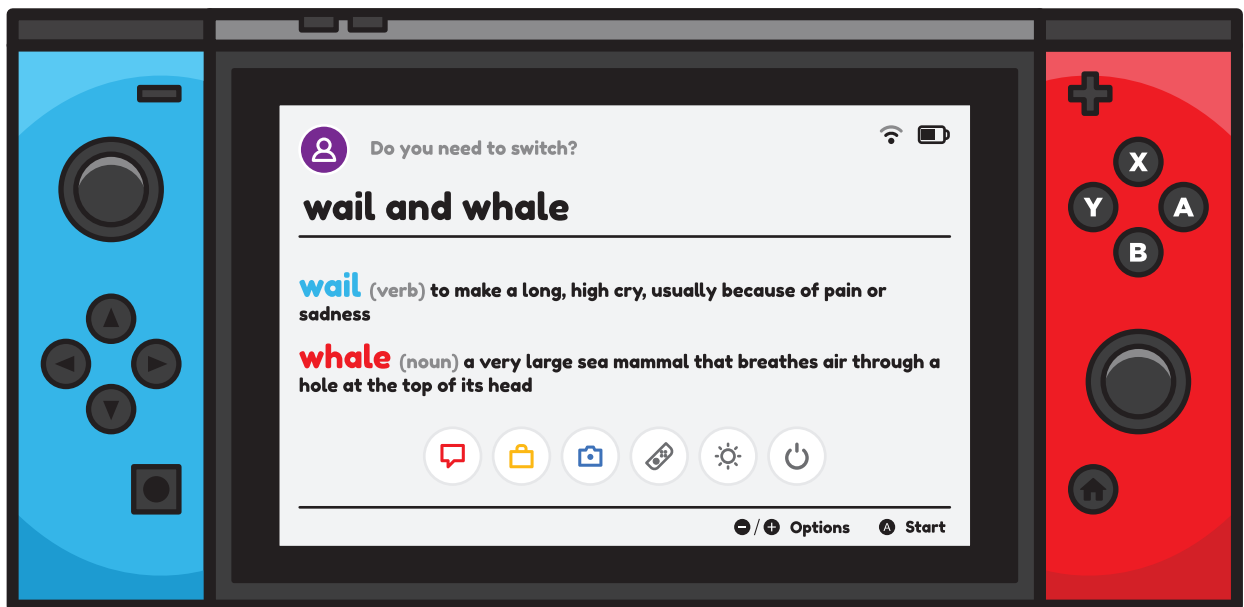 Do you need to switch?
wail and whale
wail (verb) to make a long, high cry, usually because of pain or
sadness
whale (noun) a very large sea mammal that breathes air through a
hole at the top of its head
X
Y A
B
-/+ Options A Start